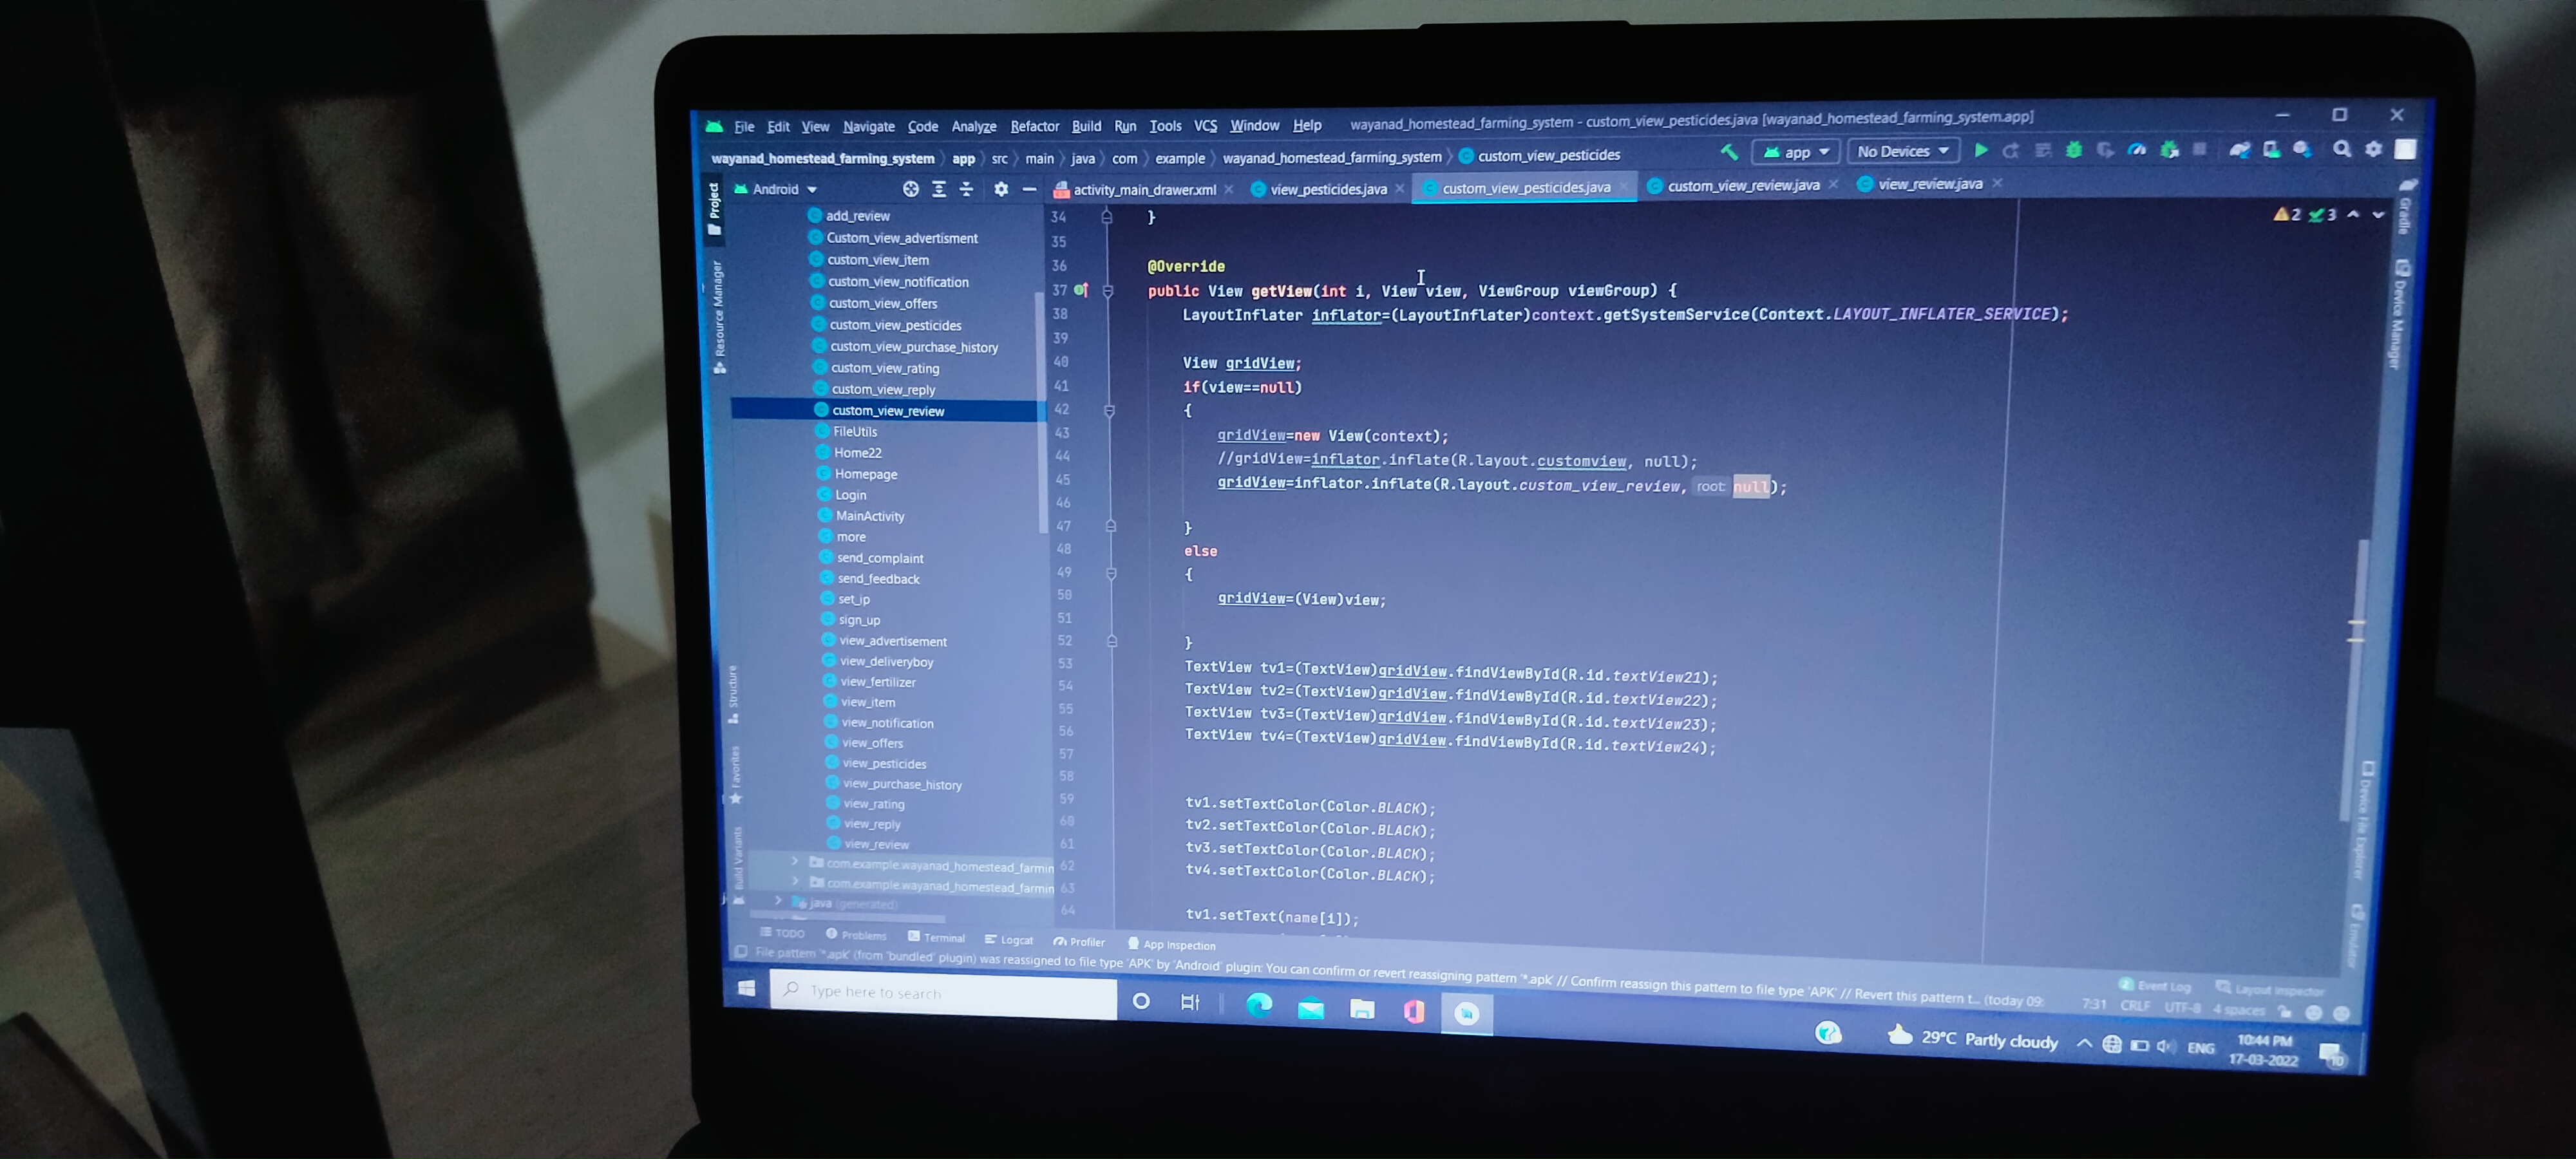 File Edit View Navigate Code Analyze Refactor Build Run Tools VCS Window Help wayanad_homestead_farming_system - custom_view_pesticides.java [wayanad_homestead_farming_system.app]
wayanad_homestead_farming_system app src main java com example wayanad_homestead_farming_system custom_view_pesticides app No Devices
Android activity_main_drawer.xml view_pesticides.java custom_view_pesticides.java custom_view_review.java view_review.java
Project
Resource Manager
Structure
Favorites
Build Variants
add_review
Custom_view_advertisment
custom_view_item
custom_view_notification
custom_view_offers
custom_view_pesticides
custom_view_purchase_history
custom_view_rating
custom_view_reply
custom_view_review
FileUtils
Home22
Homepage
Login
MainActivity
more
send_complaint
send_feedback
set_ip
sign_up
view_advertisement
view_deliveryboy
view_fertilizer
view_item
view_notification
view_offers
view_pesticides
view_purchase_history
view_rating
view_reply
view_review
com.example.wayanad_homestead_farmin
com.example.wayanad_homestead_farmin
java (generated)
34 }
35
36 @Override
37 public View getView(int i, View view, ViewGroup viewGroup) {
38 LayoutInflater inflator=(LayoutInflater)context.getSystemService(Context.LAYOUT_INFLATER_SERVICE);
39
40 View gridView;
41 if(view==null)
42 {
43 gridView=new View(context);
44 //gridView=inflator.inflate(R.layout.customview, null);
45 gridView=inflator.inflate(R.layout.custom_view_review, root: null);
46
47 }
48 else
49 {
50 gridView=(View)view;
51
52 }
53 TextView tv1=(TextView)gridView.findViewById(R.id.textView21);
54 TextView tv2=(TextView)gridView.findViewById(R.id.textView22);
55 TextView tv3=(TextView)gridView.findViewById(R.id.textView23);
56 TextView tv4=(TextView)gridView.findViewById(R.id.textView24);
57
58
59 tv1.setTextColor(Color.BLACK);
60 tv2.setTextColor(Color.BLACK);
61 tv3.setTextColor(Color.BLACK);
62 tv4.setTextColor(Color.BLACK);
63
64 tv1.setText(name[i]);
2 3
Gradle
Device Manager
Device File Explorer
Emulator
TODO Problems Terminal Logcat Profiler App Inspection
Event Log Layout Inspector
File pattern '*.apk' (from 'bundled' plugin) was reassigned to file type 'APK' by 'Android' plugin: You can confirm or revert reassigning pattern '*.apk' // Confirm reassign this pattern to file type 'APK' // Revert this pattern t... (today 09: 7:31 CRLF UTF-8 4 spaces
Type here to search
29°C Partly cloudy ENG 10:44 PM
17-03-2022
10